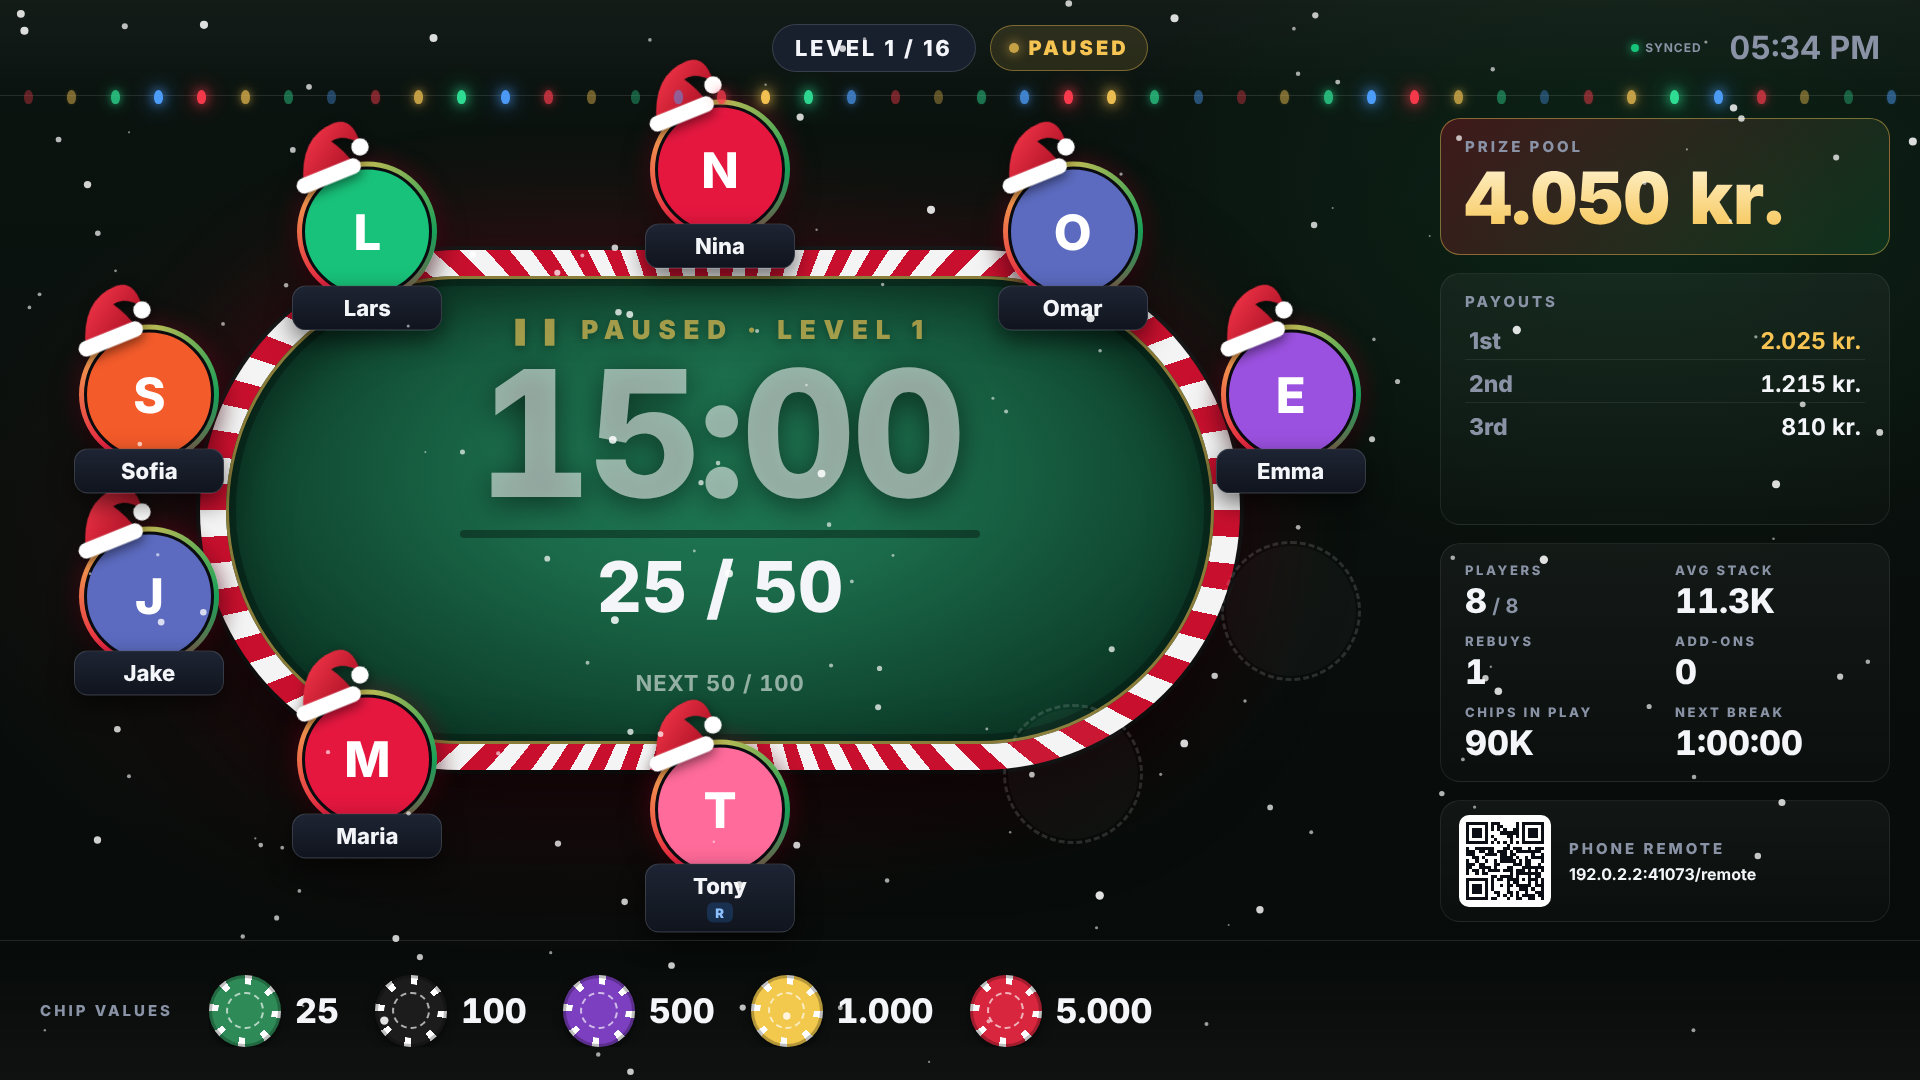 LEVEL 1 / 16
PAUSED
SYNCED
05:34 PM
N
Nina
L
Lars
O
Omar
S
Sofia
E
Emma
J
Jake
M
Maria
T
Tony
R
PAUSED · LEVEL 1
15:00
25 / 50
NEXT 50 / 100
PRIZE POOL
4.050 kr.
PAYOUTS
1st 2.025 kr.
2nd 1.215 kr.
3rd 810 kr.
PLAYERS
8 / 8
AVG STACK
11.3K
REBUYS
1
ADD-ONS
0
CHIPS IN PLAY
90K
NEXT BREAK
1:00:00
PHONE REMOTE
192.0.2.2:41073/remote
CHIP VALUES
25
100
500
1.000
5.000